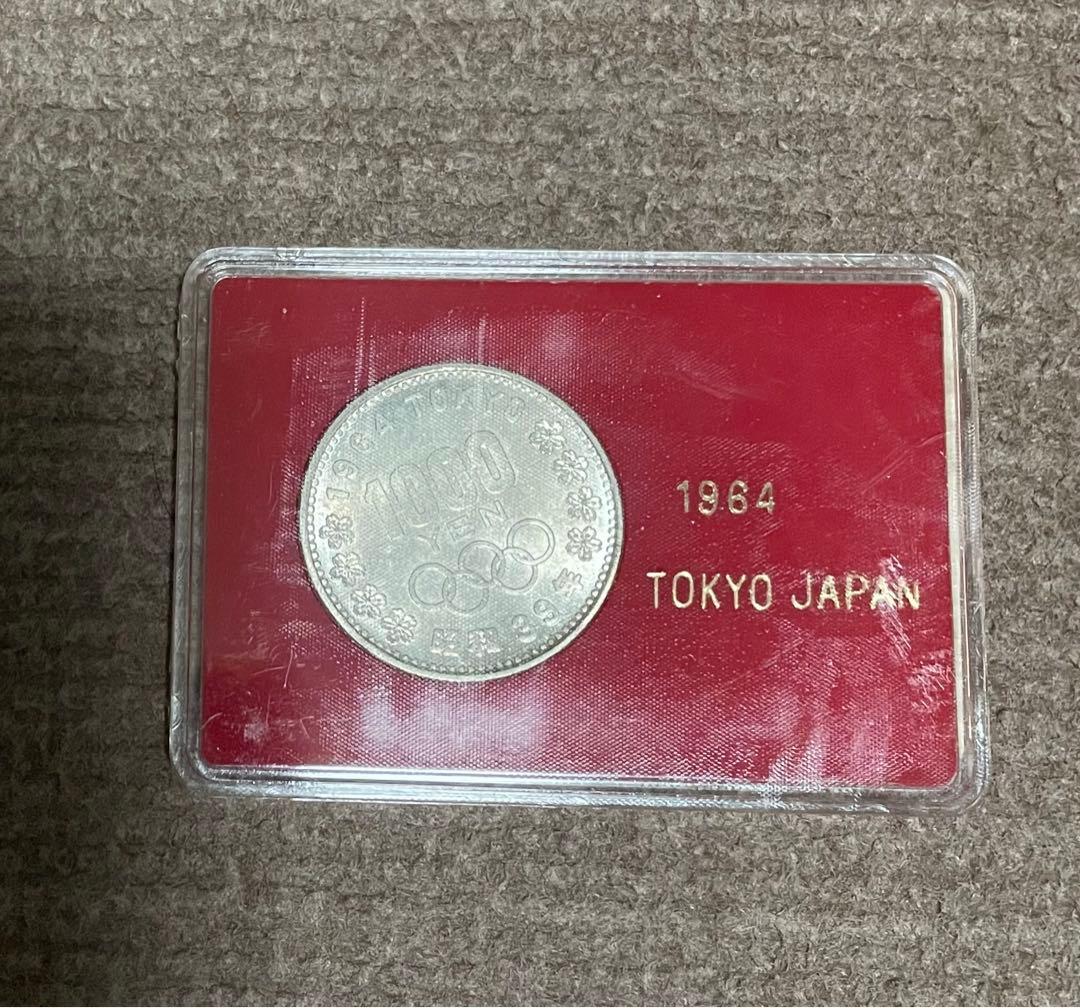 1964 TOKYO
1000
YEN
昭和39年
1964
TOKYO JAPAN